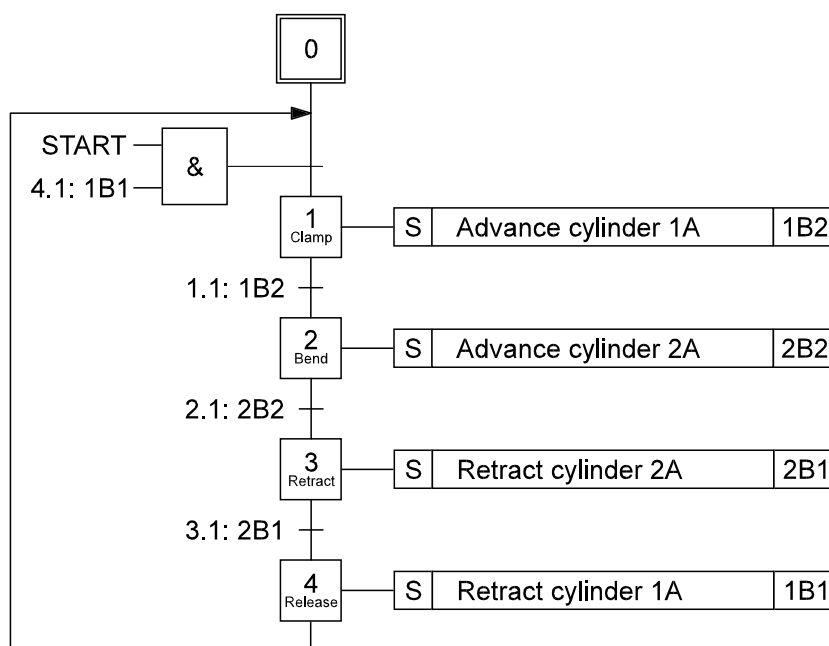 0
START
&
4.1: 1B1
1
Clamp
S Advance cylinder 1A 1B2
1.1: 1B2
2
Bend
S Advance cylinder 2A 2B2
2.1: 2B2
3
Retract
S Retract cylinder 2A 2B1
3.1: 2B1
4
Release
S Retract cylinder 1A 1B1